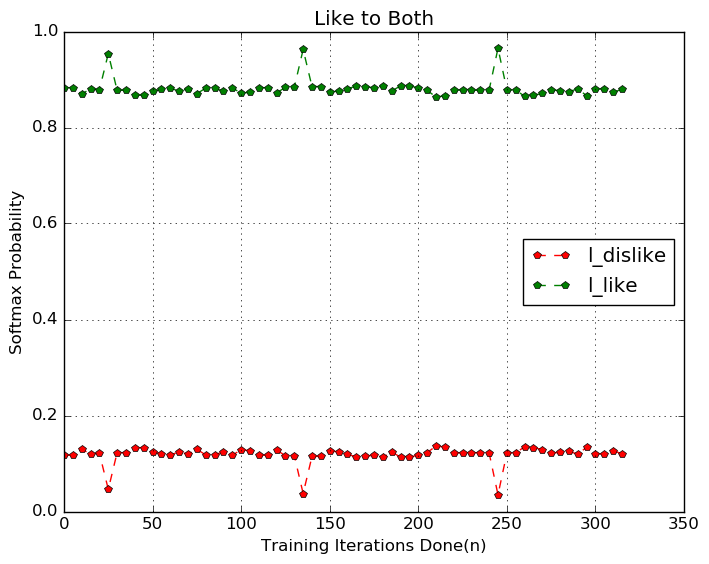 Like to Both
1.0
0.8
0.6
0.4
0.2
0.0
Softmax Probability
l_dislike
l_like
0 50 100 150 200 250 300 350
Training Iterations Done(n)